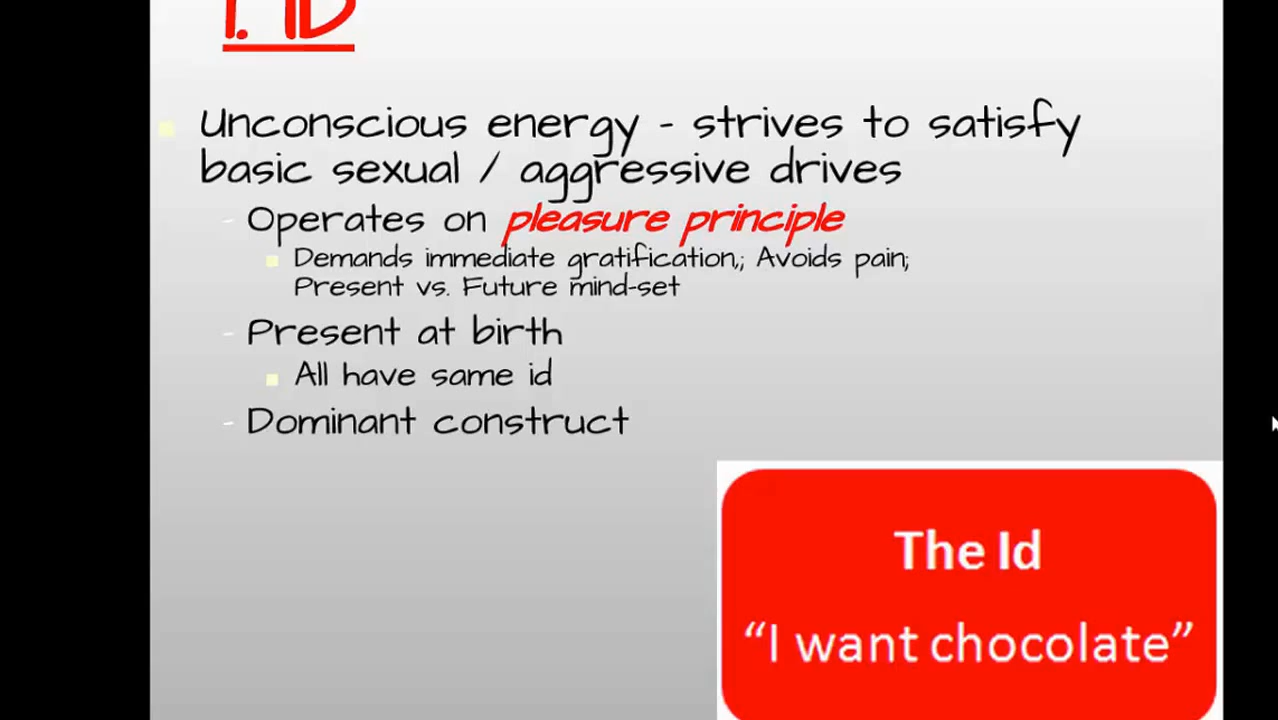 1. ID
Unconscious energy - strives to satisfy
basic sexual / aggressive drives
- Operates on pleasure principle
Demands immediate gratification,; Avoids pain;
Present vs. Future mind-set
- Present at birth
All have same id
- Dominant construct
The Id
“I want chocolate”